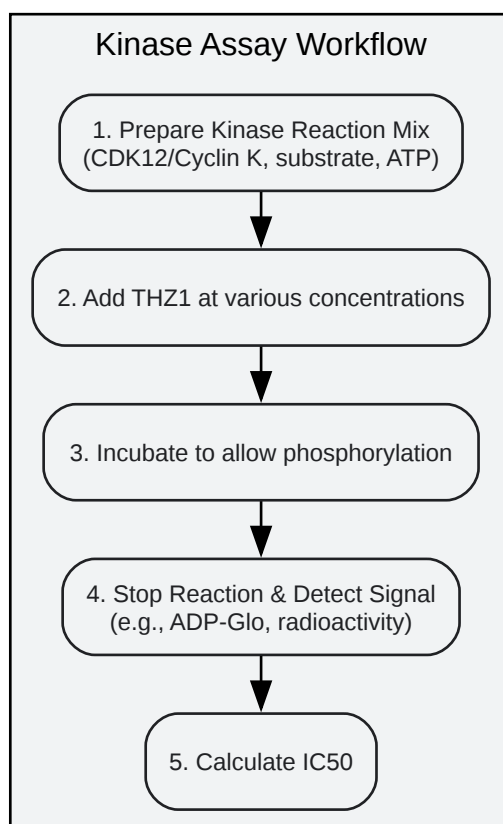 Kinase Assay Workflow
1. Prepare Kinase Reaction Mix
(CDK12/Cyclin K, substrate, ATP)
2. Add THZ1 at various concentrations
3. Incubate to allow phosphorylation
4. Stop Reaction & Detect Signal
(e.g., ADP-Glo, radioactivity)
5. Calculate IC50